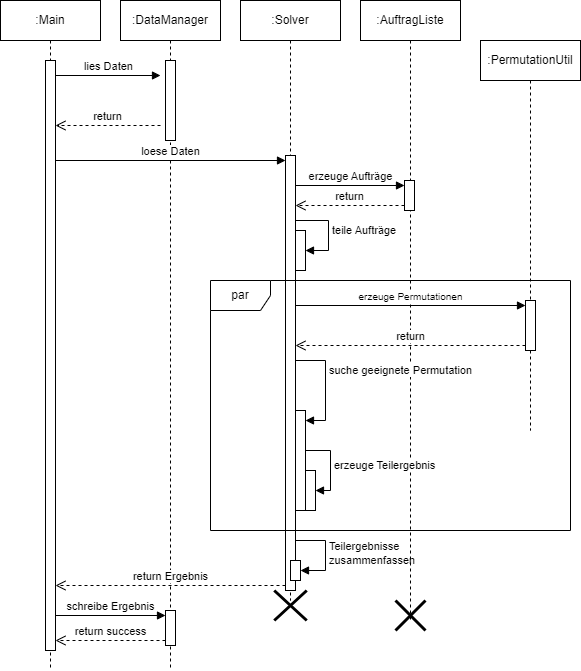 :Main
:DataManager
:Solver
:AuftragListe
:PermutationUtil
lies Daten
return
loese Daten
erzeuge Aufträge
return
teile Aufträge
par
erzeuge Permutationen
return
suche geeignete Permutation
erzeuge Teilergebnis
Teilergebnisse
zusammenfassen
return Ergebnis
schreibe Ergebnis
return success